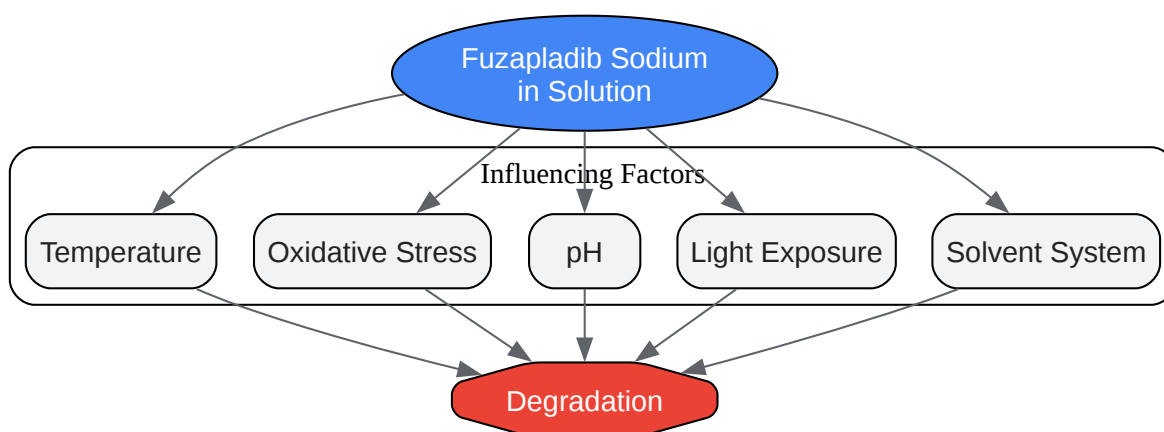 Fuzapladib Sodium
in Solution
Influencing Factors
Temperature
Oxidative Stress
pH
Light Exposure
Solvent System
Degradation